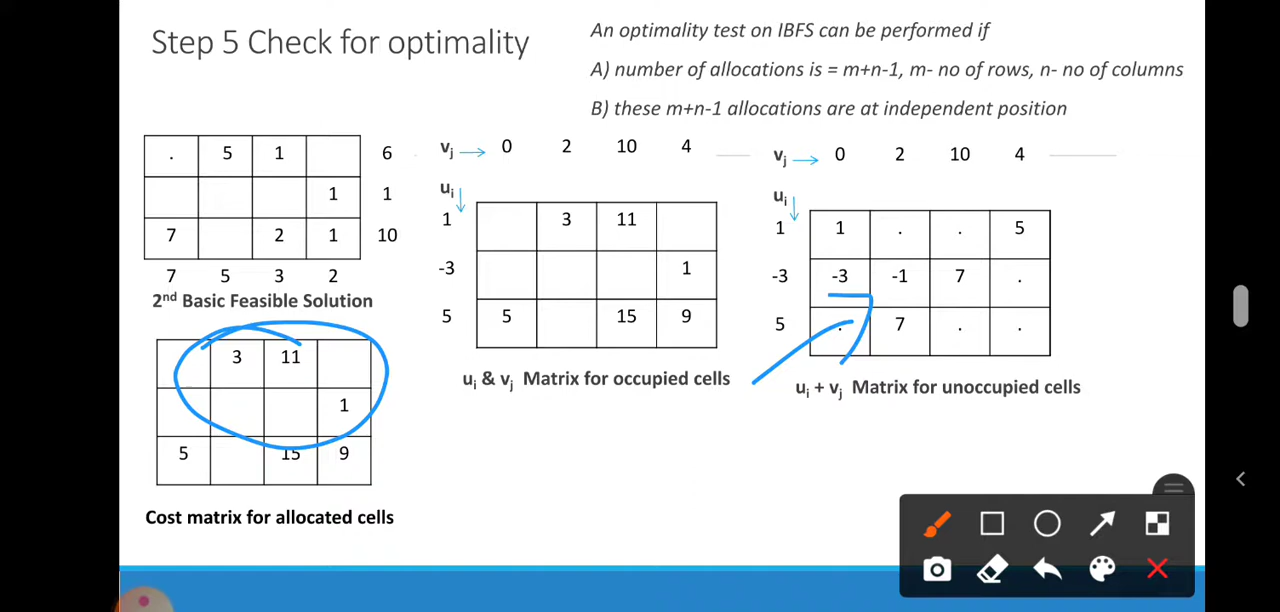 Step 5 Check for optimality
An optimality test on IBFS can be performed if
A) number of allocations is = m+n-1, m- no of rows, n- no of columns
B) these m+n-1 allocations are at independent position
. 5 1 6
1 1
7 2 1 10
7 5 3 2
2nd Basic Feasible Solution
3 11
1
5 15 9
Cost matrix for allocated cells
vj → 0 2 10 4
ui ↓
1 3 11
-3 1
5 5 15 9
ui & vj Matrix for occupied cells
vj → 0 2 10 4
ui ↓
1 1 . . 5
-3 -3 -1 7 .
5 . 7 . .
ui + vj Matrix for unoccupied cells